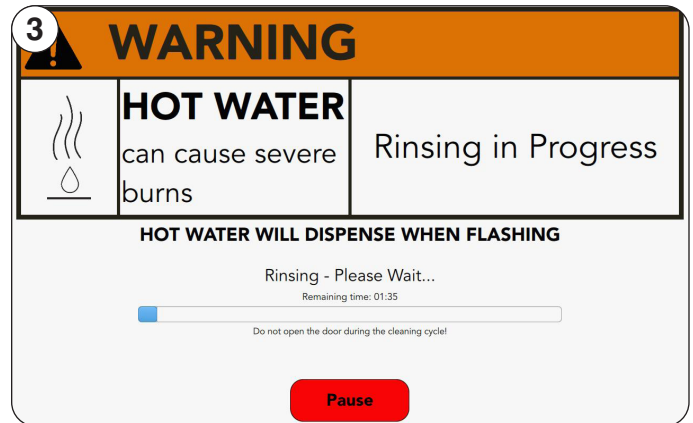 3
WARNING
HOT WATER
can cause severe
burns
Rinsing in Progress
HOT WATER WILL DISPENSE WHEN FLASHING
Rinsing - Please Wait...
Remaining time: 01:35
Do not open the door during the cleaning cycle!
Pause